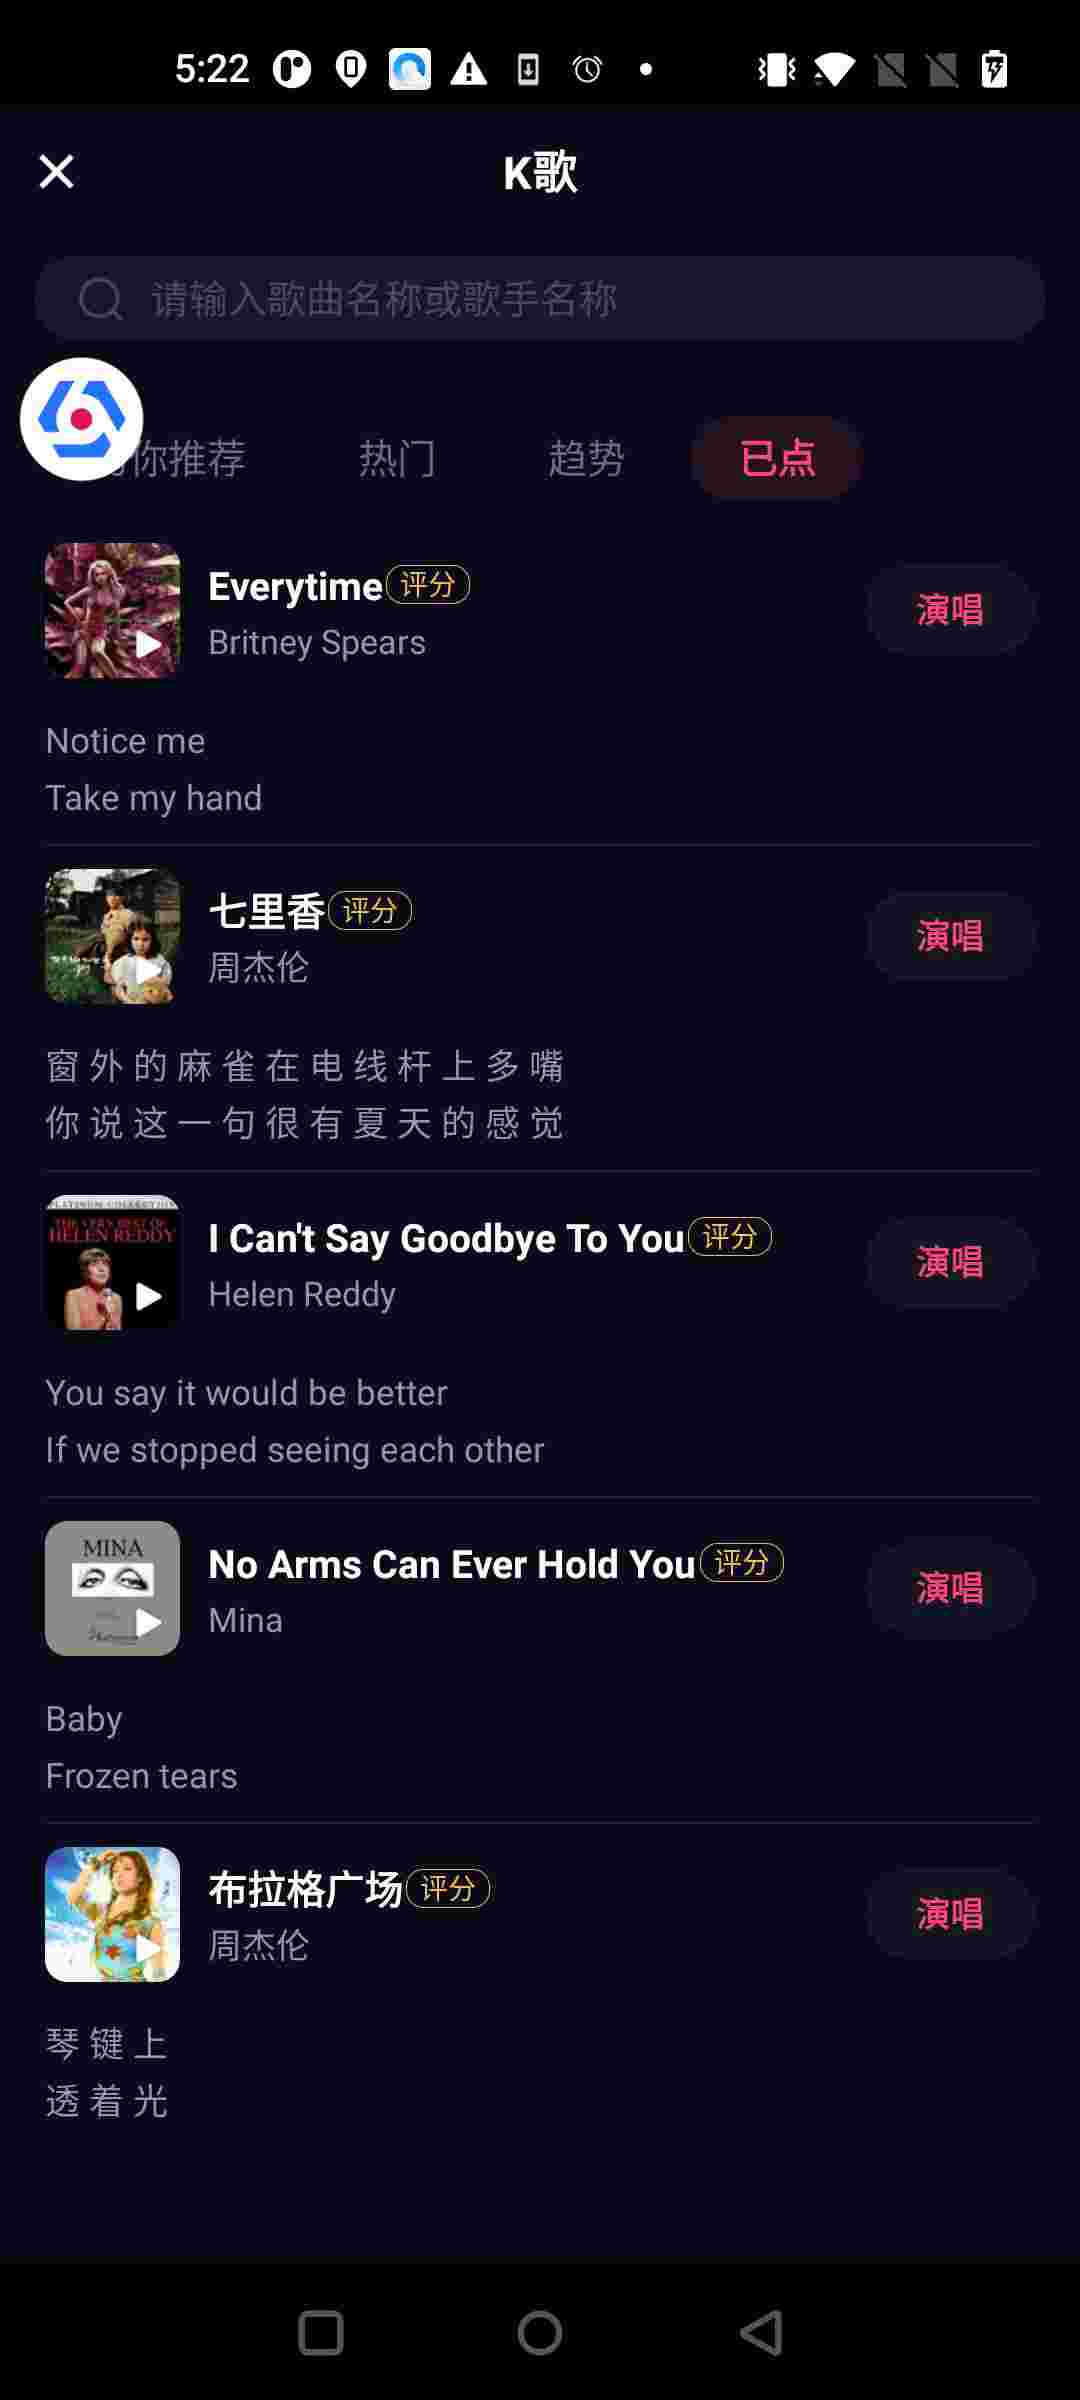 5:22
K歌
请输入歌曲名称或歌手名称
你推荐
热门
趋势
已点
Everytime 评分
Britney Spears
演唱
Notice me
Take my hand
七里香 评分
周杰伦
演唱
窗外的麻雀在电线杆上多嘴
你说这一句很有夏天的感觉
THE VERY BEST OF
HELEN REDDY
I Can't Say Goodbye To You 评分
Helen Reddy
演唱
You say it would be better
If we stopped seeing each other
MINA
No Arms Can Ever Hold You 评分
Mina
演唱
Baby
Frozen tears
布拉格广场 评分
周杰伦
演唱
琴键上
透着光